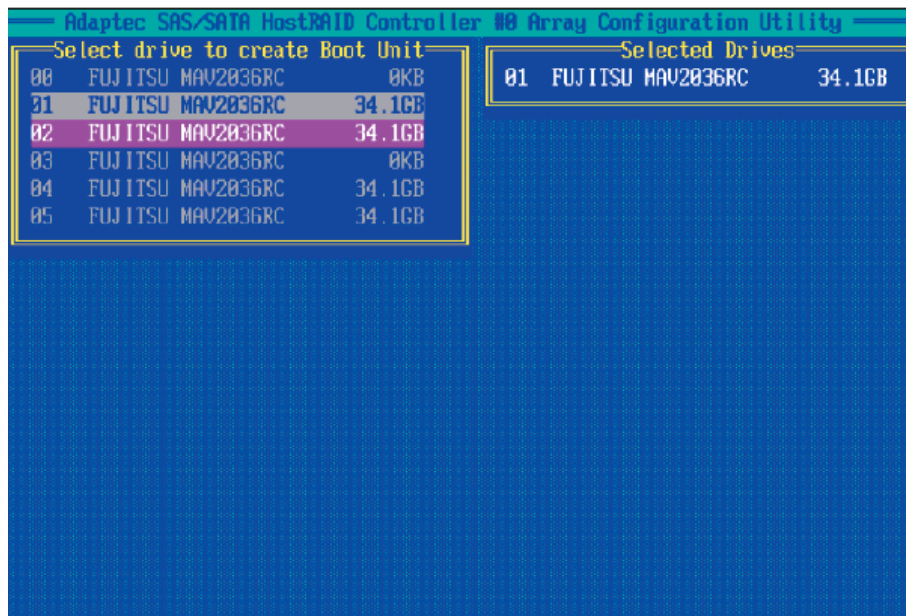 Adaptec SAS/SATA HostRAID Controller #0 Array Configuration Utility
Select drive to create Boot Unit
00 FUJITSU MAV2036RC 0KB
01 FUJITSU MAV2036RC 34.1GB
02 FUJITSU MAV2036RC 34.1GB
03 FUJITSU MAV2036RC 0KB
04 FUJITSU MAV2036RC 34.1GB
05 FUJITSU MAV2036RC 34.1GB
Selected Drives
01 FUJITSU MAV2036RC 34.1GB